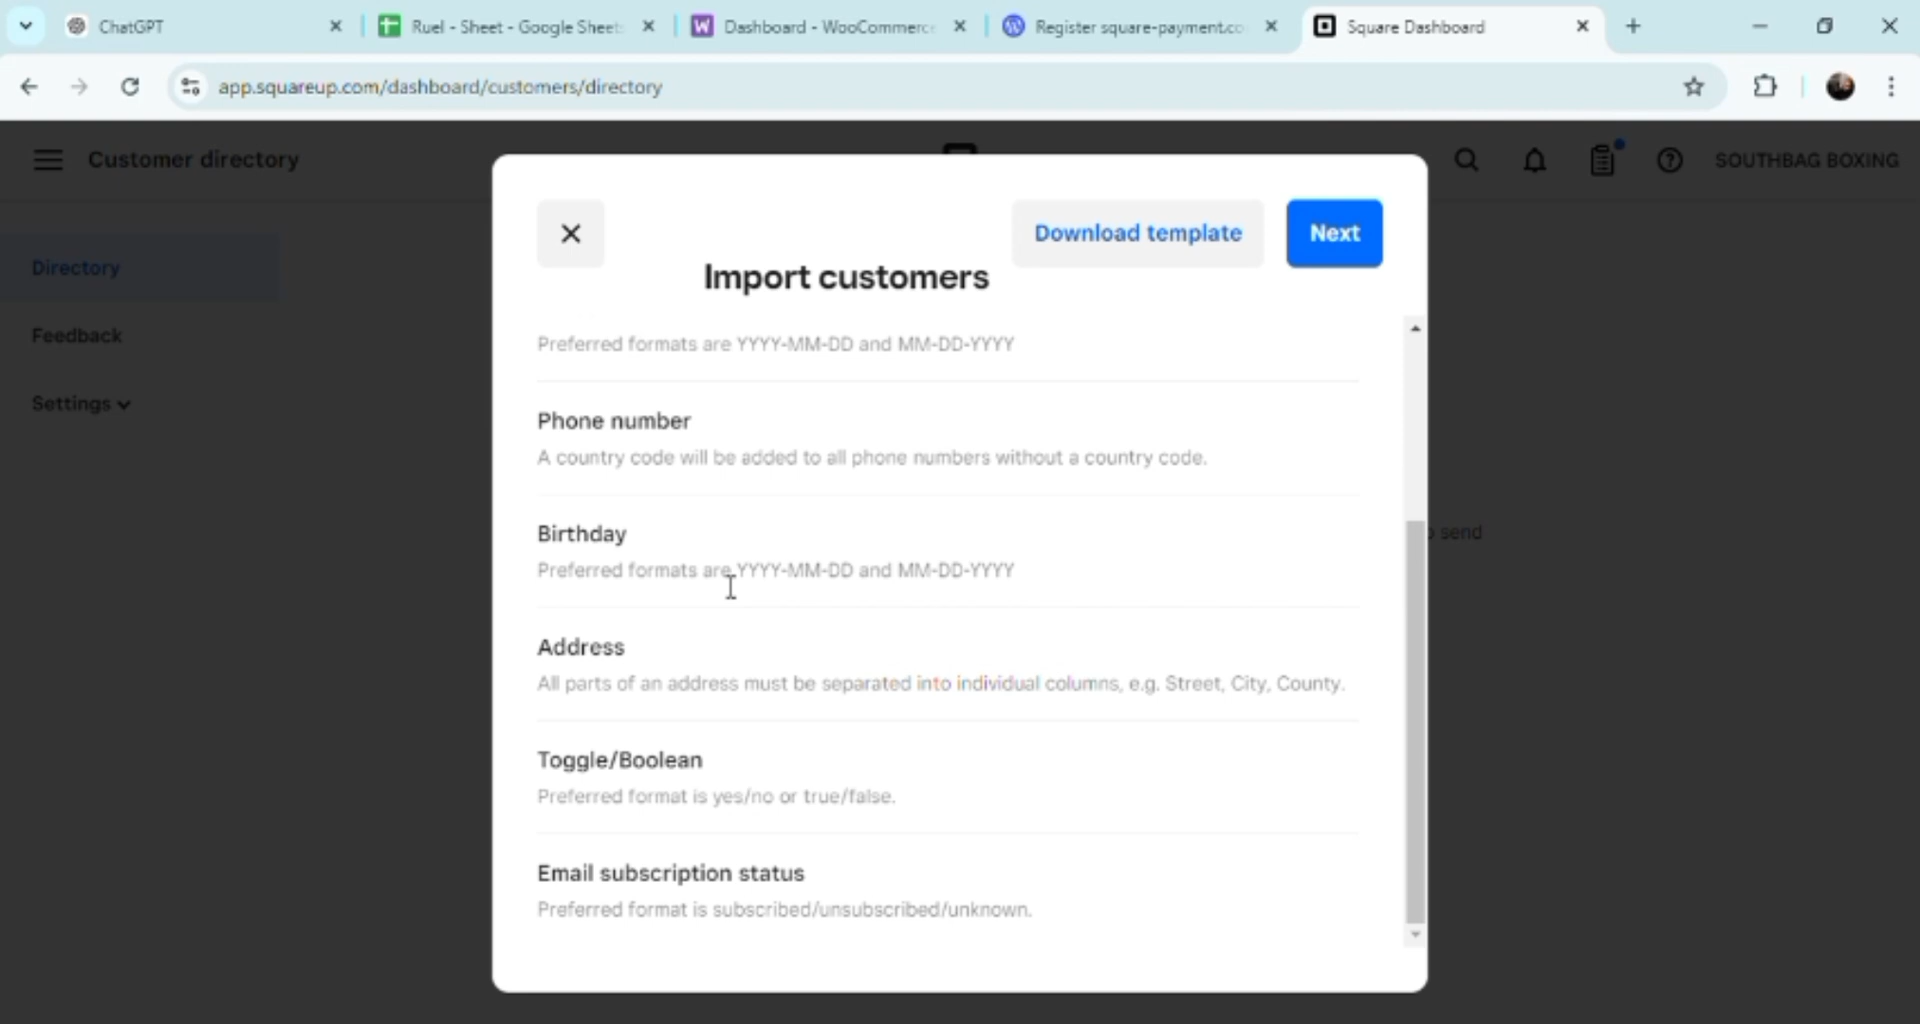 ChatGPT
Ruel - Sheet - Google Sheet
Dashboard - WooCommerce
Register square-payment.co
Square Dashboard
app.squareup.com/dashboard/customers/directory
Customer directory
SOUTHBAG BOXING
Directory
Feedback
Settings
Download template
Next
Import customers
Preferred formats are YYYY-MM-DD and MM-DD-YYYY
Phone number
A country code will be added to all phone numbers without a country code.
Birthday
Preferred formats are YYYY-MM-DD and MM-DD-YYYY
send
Address
All parts of an address must be separated into individual columns, e.g. Street, City, County.
Toggle/Boolean
Preferred format is yes/no or true/false.
Email subscription status
Preferred format is subscribed/unsubscribed/unknown.